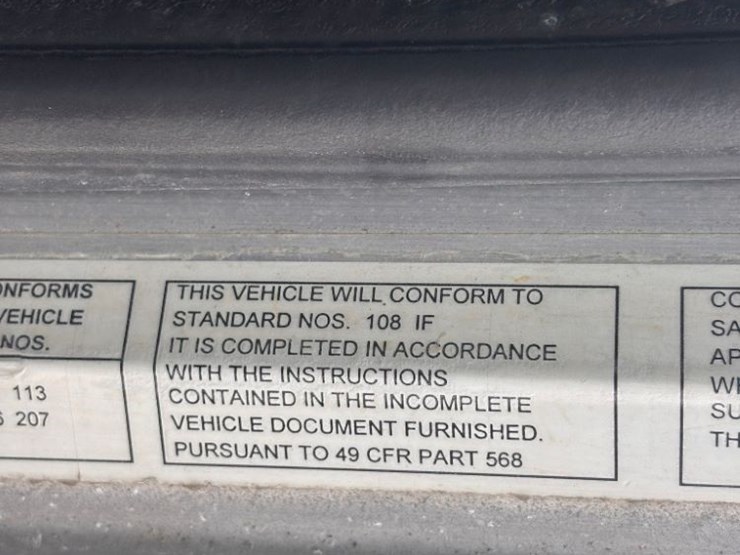 ONFORMS
VEHICLE
NOS.
113
207
THIS VEHICLE WILL CONFORM TO
STANDARD NOS. 108 IF
IT IS COMPLETED IN ACCORDANCE
WITH THE INSTRUCTIONS
CONTAINED IN THE INCOMPLETE
VEHICLE DOCUMENT FURNISHED.
PURSUANT TO 49 CFR PART 568
CO
SA
AP
WH
SU
TH